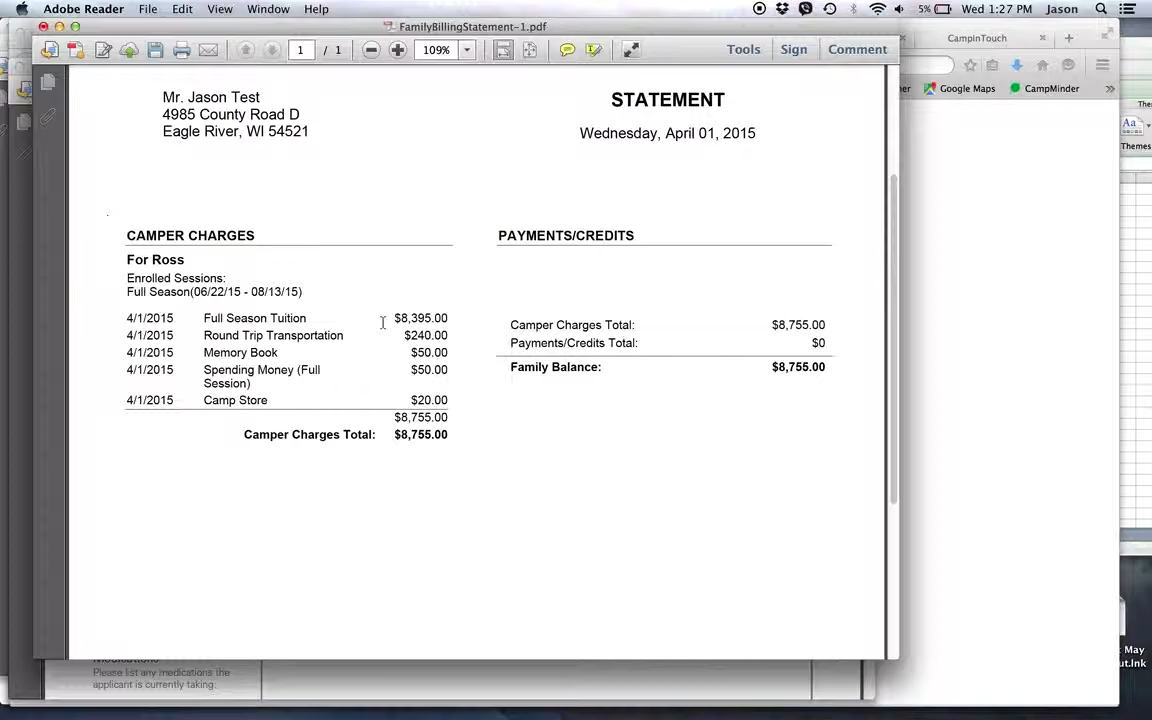 Adobe Reader File Edit View Window Help
5% Wed 1:27 PM Jason
FamilyBillingStatement-1.pdf
CampInTouch
1 / 1 109% Tools Sign Comment
Google Maps CampMinder
Aa
Themes
Mr. Jason Test
4985 County Road D
Eagle River, WI 54521
STATEMENT
Wednesday, April 01, 2015
CAMPER CHARGES
For Ross
Enrolled Sessions:
Full Season(06/22/15 - 08/13/15)
4/1/2015 Full Season Tuition $8,395.00
4/1/2015 Round Trip Transportation $240.00
4/1/2015 Memory Book $50.00
4/1/2015 Spending Money (Full $50.00
Session)
4/1/2015 Camp Store $20.00
$8,755.00
Camper Charges Total: $8,755.00
PAYMENTS/CREDITS
Camper Charges Total: $8,755.00
Payments/Credits Total: $0
Family Balance: $8,755.00
Please list any medications the
applicant is currently taking:
May
ut.lnk